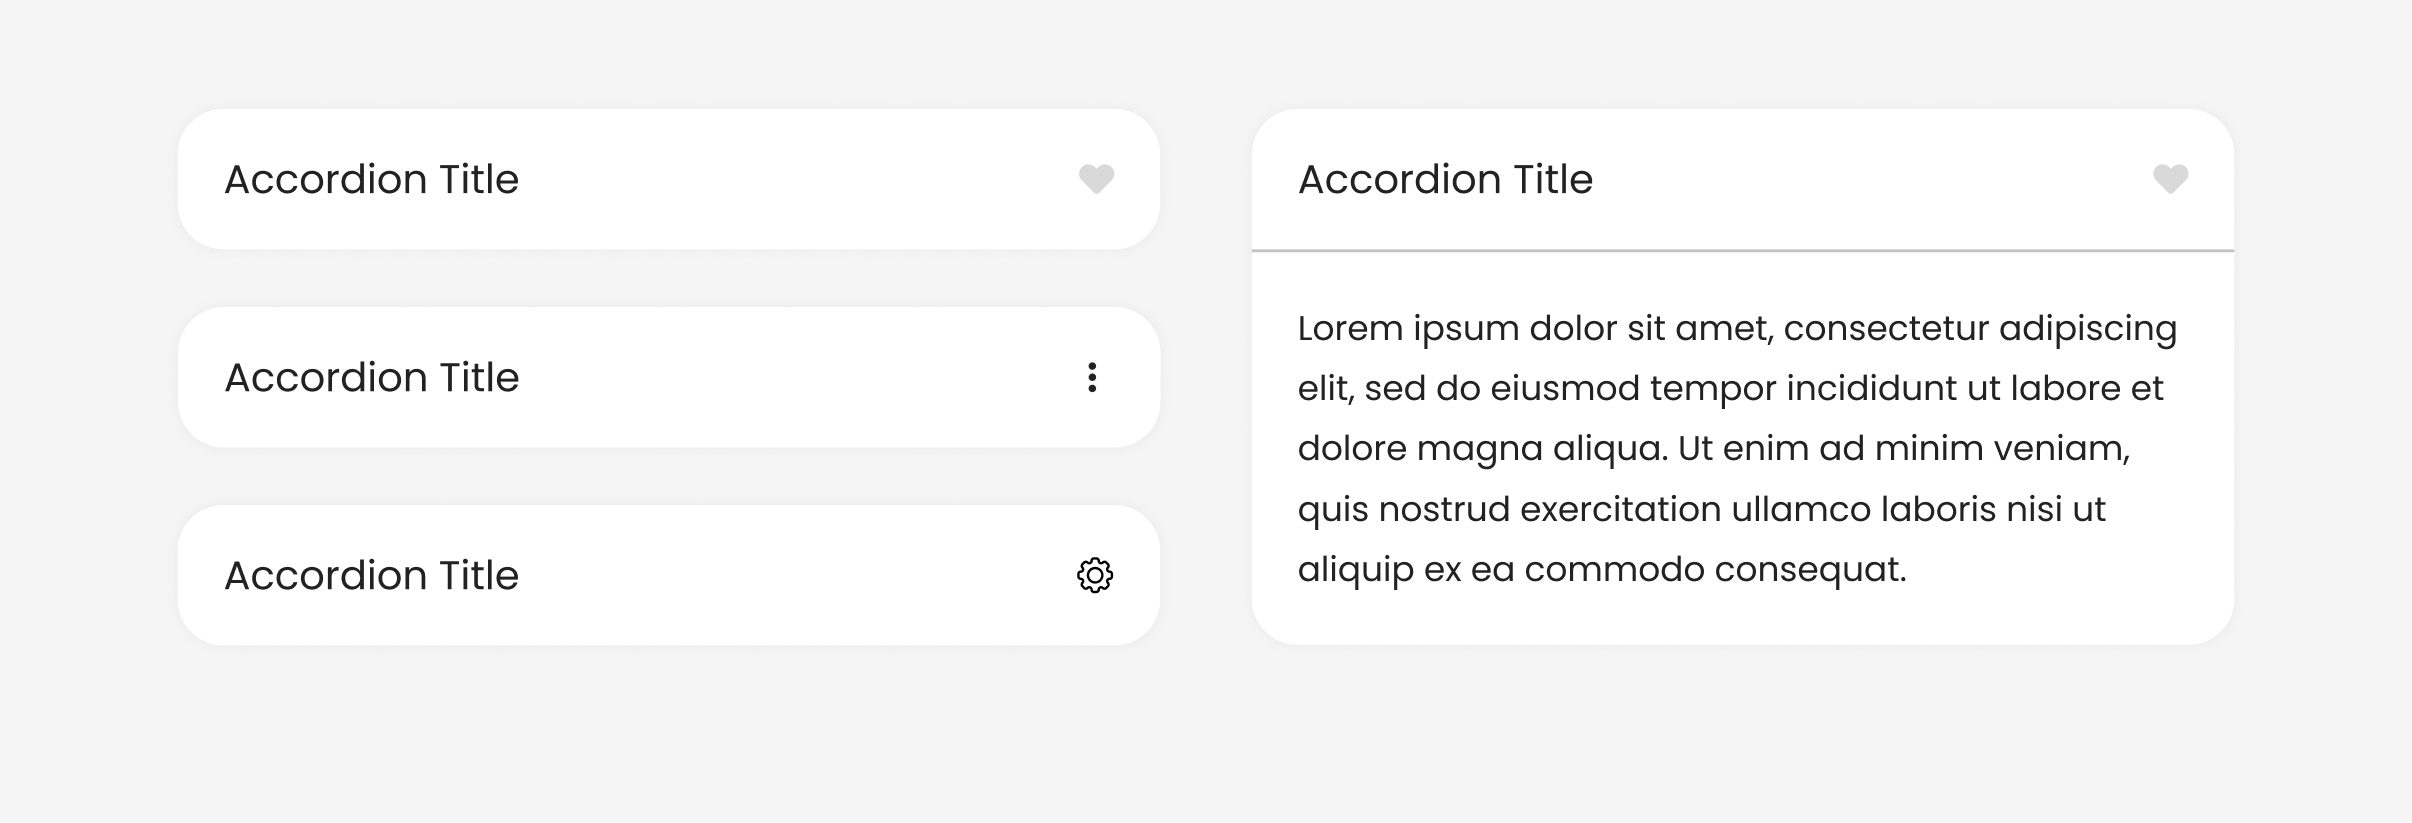 Accordion Title
Accordion Title
Accordion Title
Accordion Title
Lorem ipsum dolor sit amet, consectetur adipiscing
elit, sed do eiusmod tempor incididunt ut labore et
dolore magna aliqua. Ut enim ad minim veniam,
quis nostrud exercitation ullamco laboris nisi ut
aliquip ex ea commodo consequat.